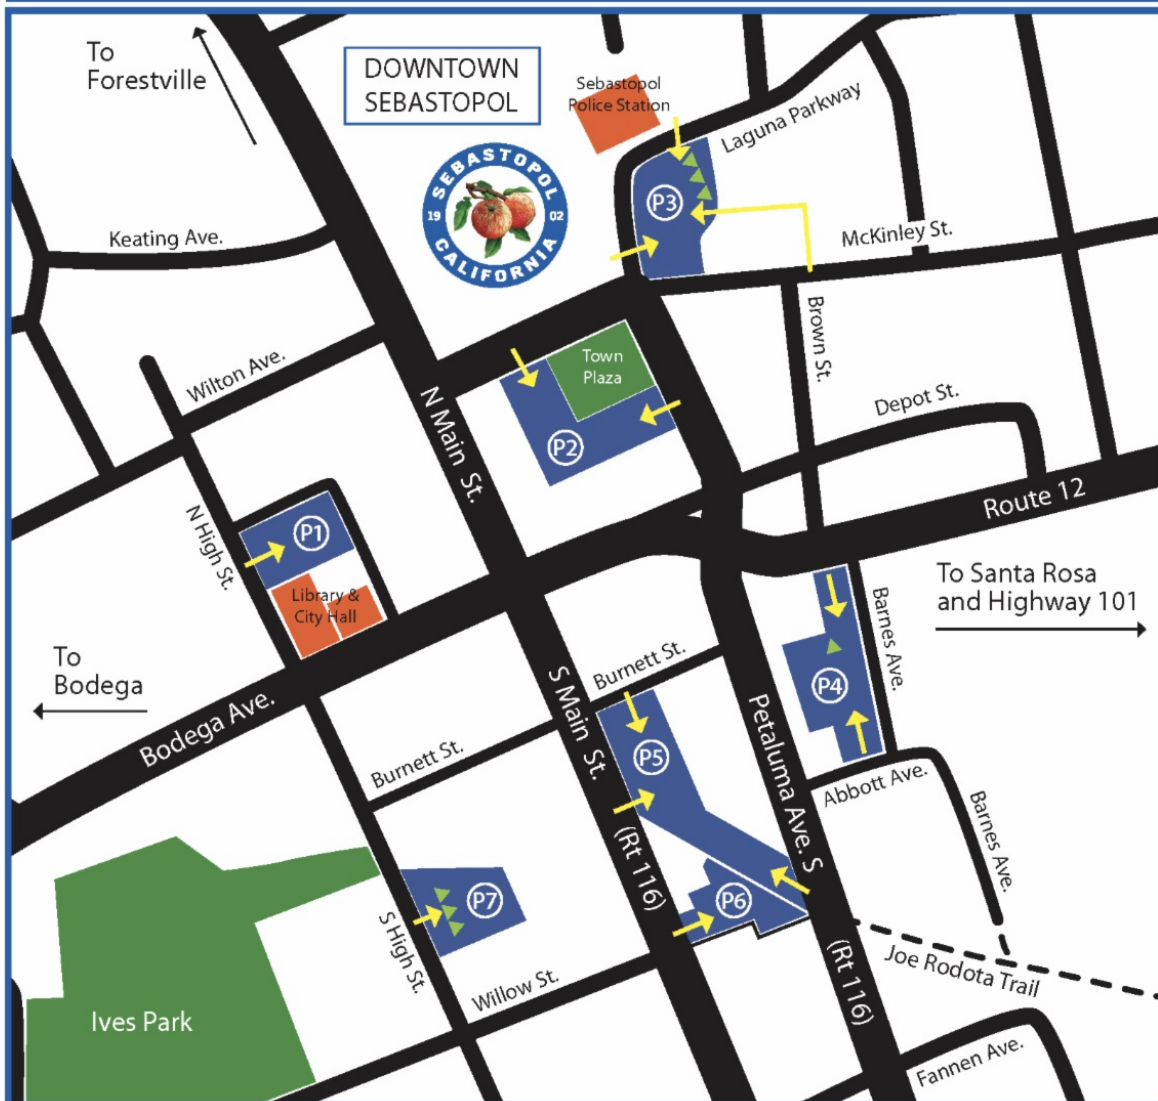 To
Forestville
DOWNTOWN
SEBASTOPOL
Sebastopol
Police Station
Laguna Parkway
SEBASTOPOL
19 02
CALIFORNIA
P3
Keating Ave.
McKinley St.
Brown St.
Wilton Ave.
Town
Plaza
Depot St.
N Main St.
P2
Route 12
N High St.
P1
Library &
City Hall
To Santa Rosa
and Highway 101
Barnes Ave.
To
Bodega
Bodega Ave.
Burnett St.
P4
S Main St.
Petaluma Ave. S
Burnett St.
P5
Abbott Ave.
Barnes Ave.
(Rt 116)
P7
P6
S High St.
Joe Rodota Trail
(Rt 116)
Willow St.
Ives Park
Fannen Ave.